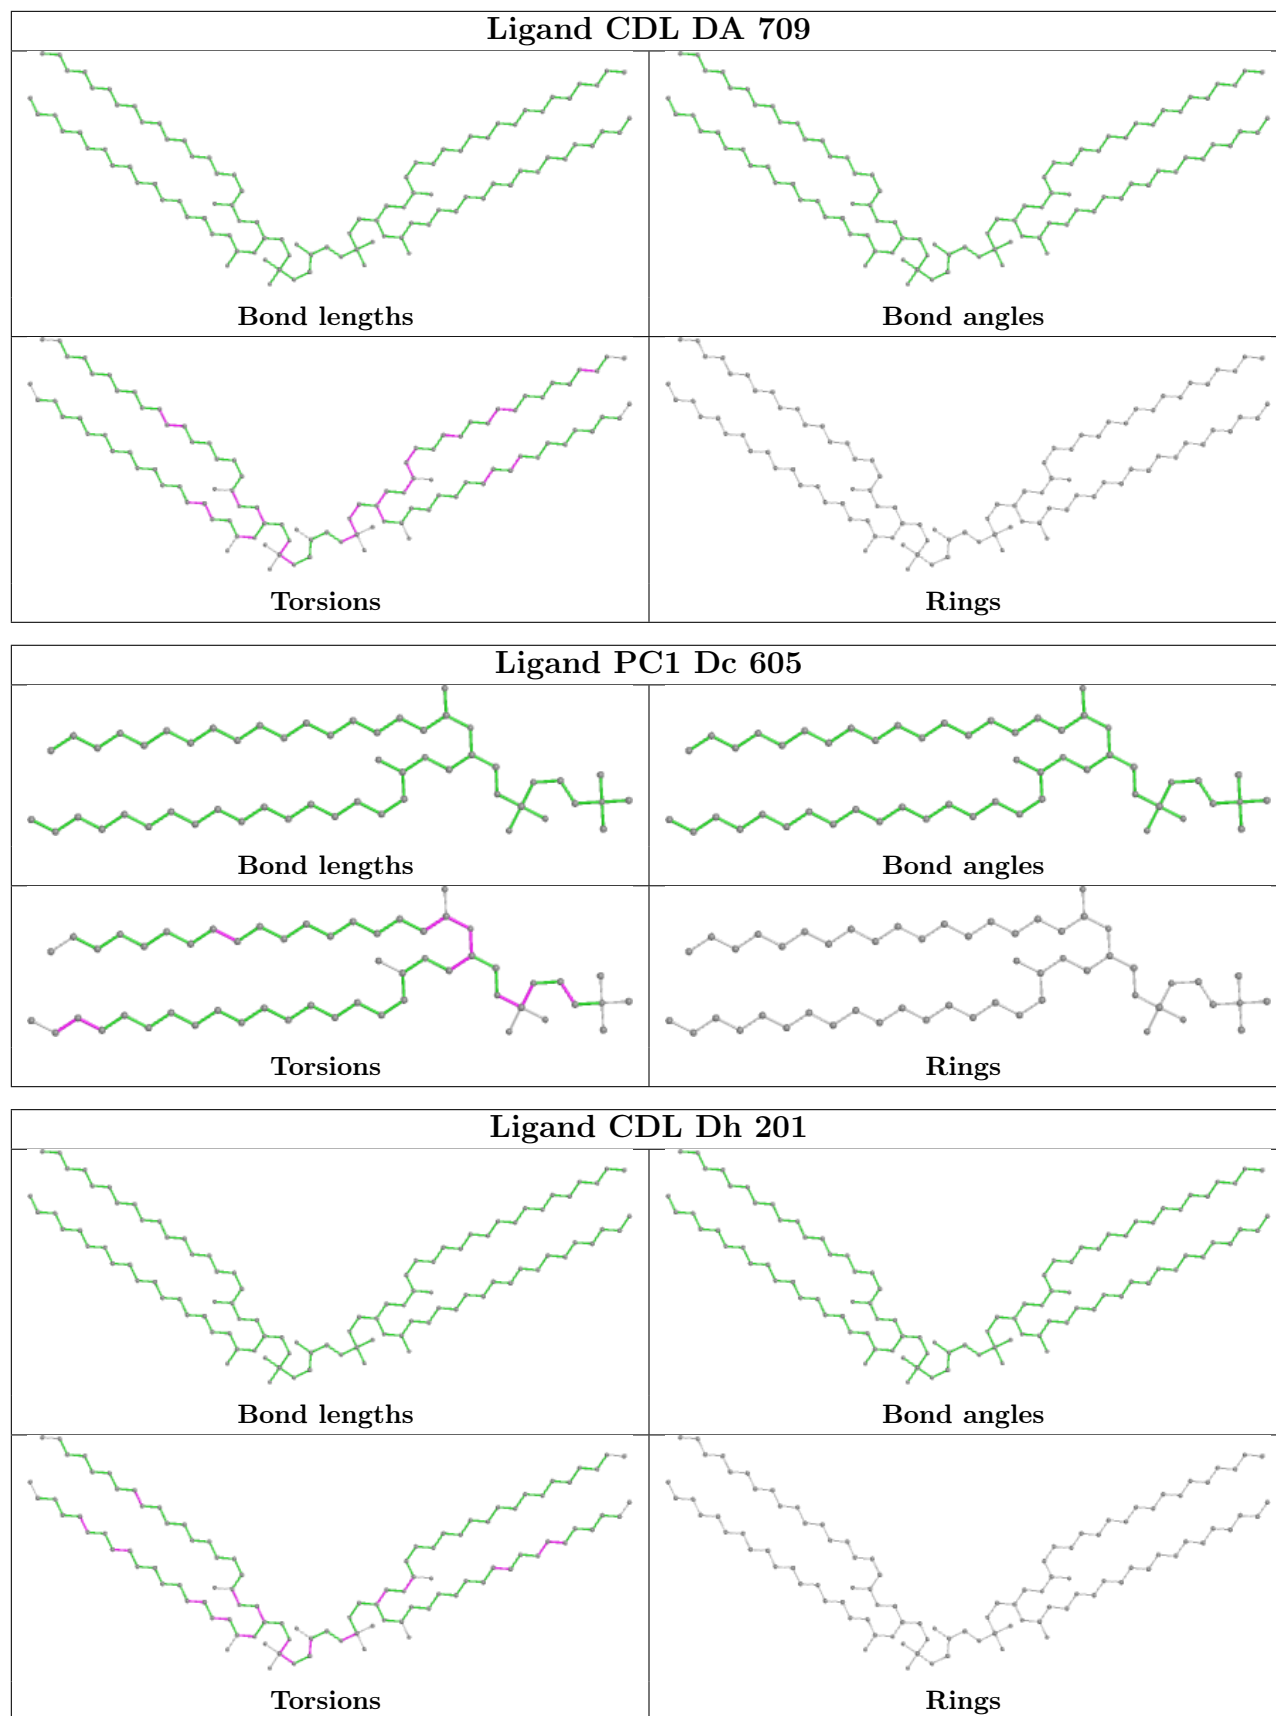 Ligand CDL DA 709
Bond lengths
Bond angles
Torsions
Rings
Ligand PC1 Dc 605
Bond lengths
Bond angles
Torsions
Rings
Ligand CDL Dh 201
Bond lengths
Bond angles
Torsions
Rings